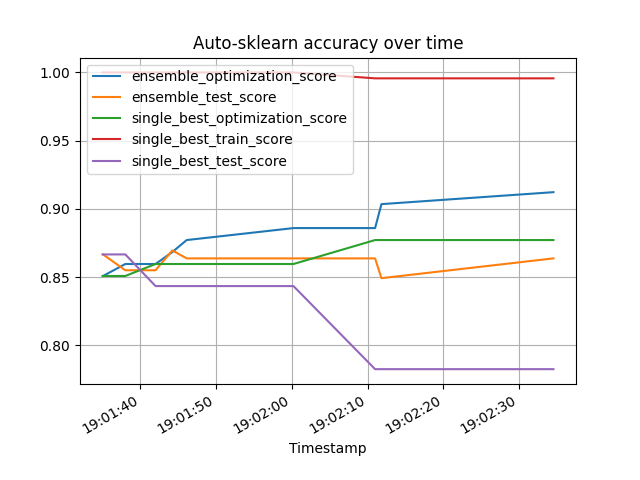 Auto-sklearn accuracy over time
1.00
0.95
0.90
0.85
0.80
ensemble_optimization_score
ensemble_test_score
single_best_optimization_score
single_best_train_score
single_best_test_score
19:01:40
19:01:50
19:02:00
19:02:10
19:02:20
19:02:30
Timestamp